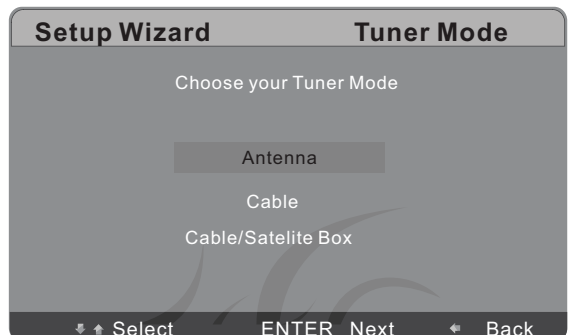 Setup Wizard Tuner Mode
Choose your Tuner Mode
Antenna
Cable
Cable/Satelite Box
Select ENTER Next Back